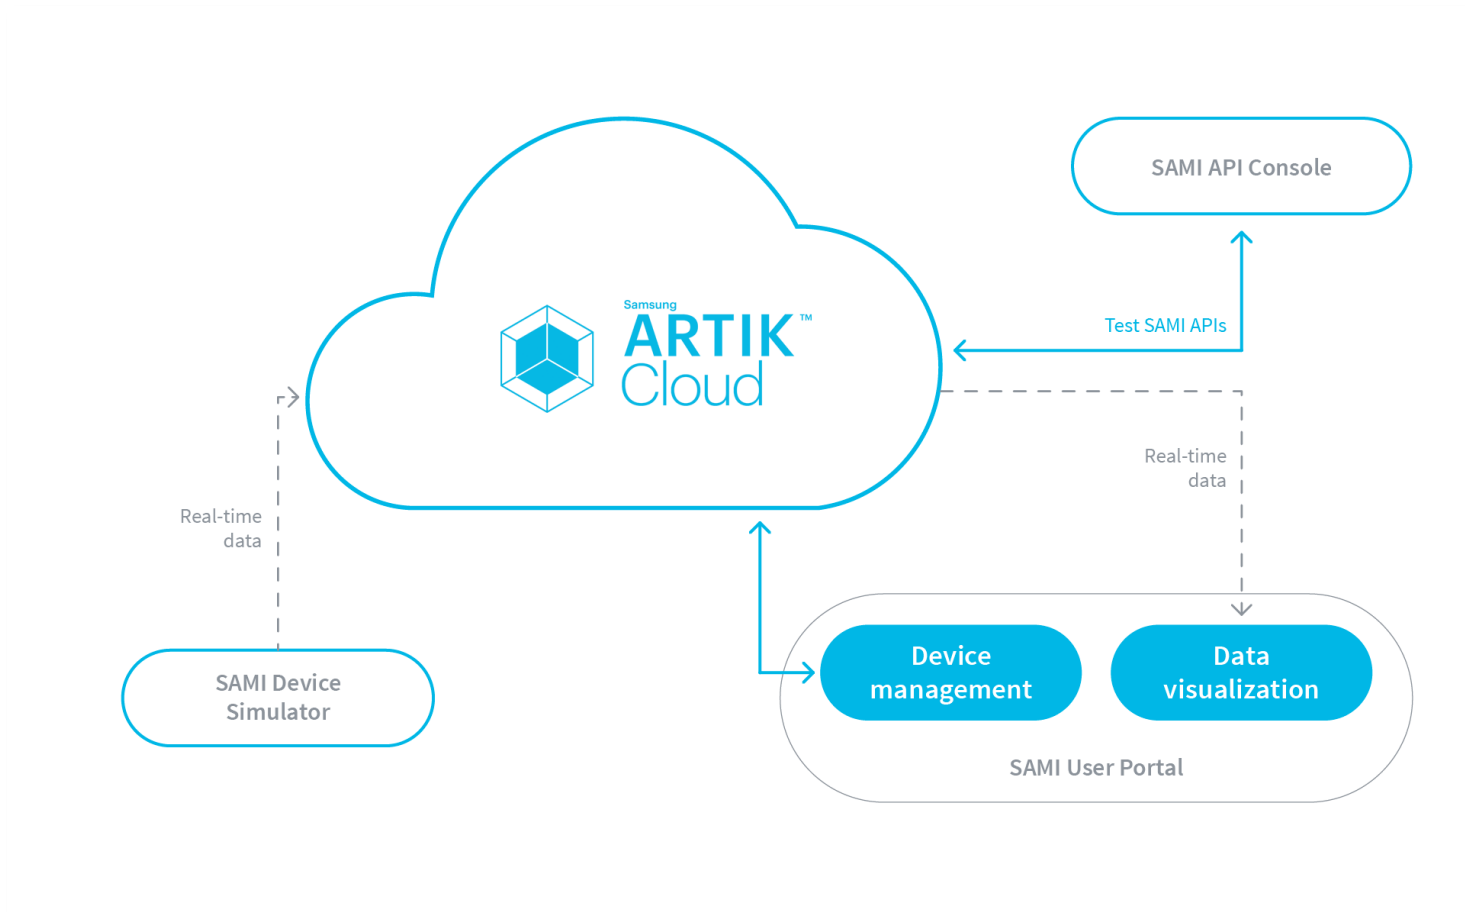 SAMI API Console
Samsung
ARTIK™
Cloud
Test SAMI APIs
Real-time
data
Real-time
data
SAMI Device
Simulator
Device
management
Data
visualization
SAMI User Portal